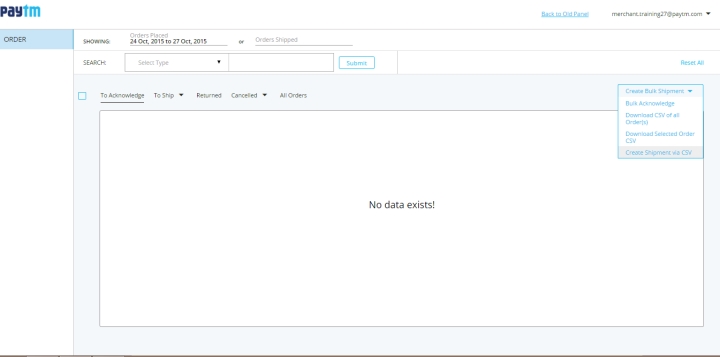 paytm
Back to Old Panel
merchant.training27@paytm.com
ORDER
SHOWING:
Orders Placed
24 Oct, 2015 to 27 Oct, 2015
or
Orders Shipped
SEARCH:
Select Type
Submit
Reset All
To Acknowledge
To Ship
Returned
Cancelled
All Orders
Create Bulk Shipment
Bulk Acknowledge
Download CSV of all
Order(s)
Download Selected Order
CSV
Create Shipment via CSV
No data exists!